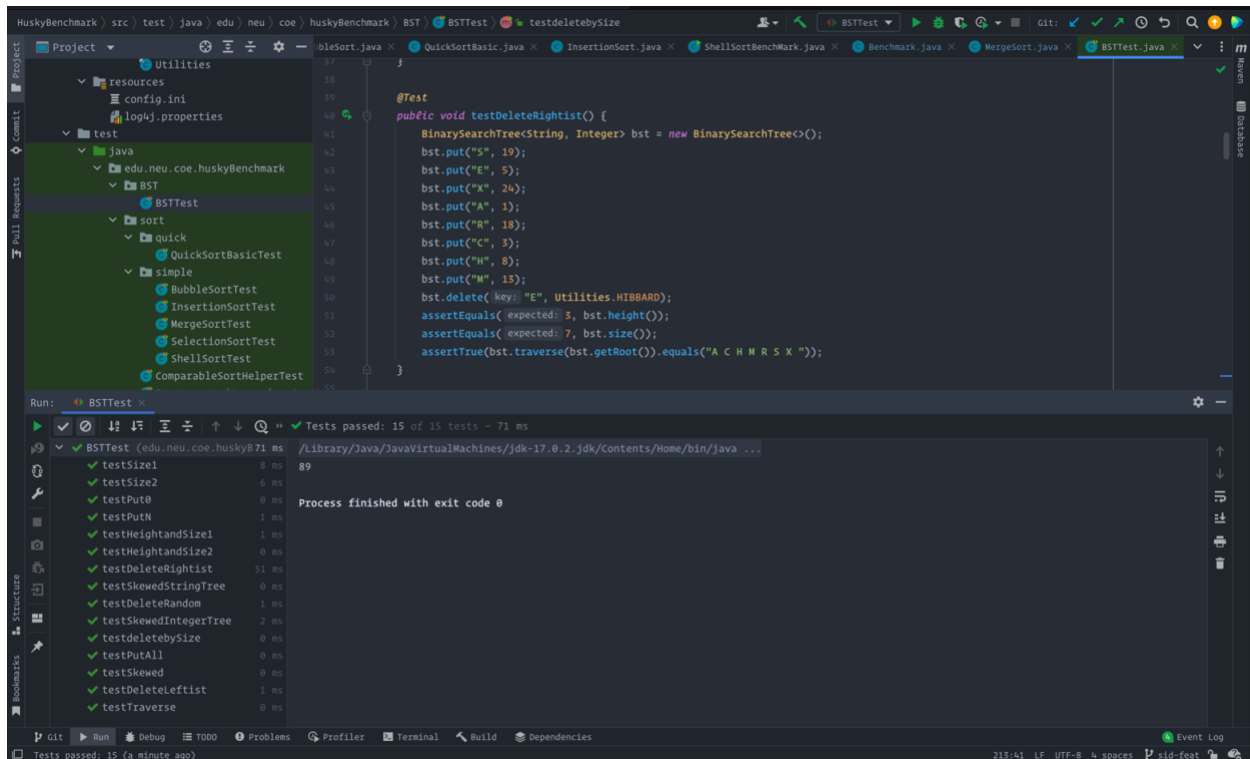 HuskyBenchmark › src › test › java › edu › neu › coe › huskyBenchmark › BST › BSTTest › testdeletebySize
BSTTest
Git:
Project
bleSort.java × QuickSortBasic.java × InsertionSort.java × ShellSortBenchMark.java × Benchmark.java × MergeSort.java × BSTTest.java ×
Project
Commit
Pull Requests
Structure
Bookmarks
Maven
Database
Utilities
resources
config.ini
log4j.properties
test
java
edu.neu.coe.huskyBenchmark
BST
BSTTest
sort
quick
QuickSortBasicTest
simple
BubbleSortTest
InsertionSortTest
MergeSortTest
SelectionSortTest
ShellSortTest
ComparableSortHelperTest
37 }
38
39 @Test
40 public void testDeleteRightist() {
41 BinarySearchTree<String, Integer> bst = new BinarySearchTree<>();
42 bst.put("S", 19);
43 bst.put("E", 5);
44 bst.put("X", 24);
45 bst.put("A", 1);
46 bst.put("R", 18);
47 bst.put("C", 3);
48 bst.put("H", 8);
49 bst.put("M", 13);
50 bst.delete( key: "E", Utilities.HIBBARD);
51 assertEquals( expected: 3, bst.height());
52 assertEquals( expected: 7, bst.size());
53 assertTrue(bst.traverse(bst.getRoot()).equals("A C H M R S X "));
54 }
55
Run: BSTTest ×
» Tests passed: 15 of 15 tests – 71 ms
BSTTest (edu.neu.coe.huskyB 71 ms
testSize1 8 ms
testSize2 6 ms
testPut0 0 ms
testPutN 1 ms
testHeightandSize1 1 ms
testHeightandSize2 0 ms
testDeleteRightist 51 ms
testSkewedStringTree 0 ms
testDeleteRandom 1 ms
testSkewedIntegerTree 2 ms
testdeletebySize 0 ms
testPutAll 0 ms
testSkewed 0 ms
testDeleteLeftist 1 ms
testTraverse 0 ms
/Library/Java/JavaVirtualMachines/jdk-17.0.2.jdk/Contents/Home/bin/java ...
89
Process finished with exit code 0
Git Run Debug TODO Problems Profiler Terminal Build Dependencies 4 Event Log
Tests passed: 15 (a minute ago) 213:41 LF UTF-8 4 spaces sid-feat